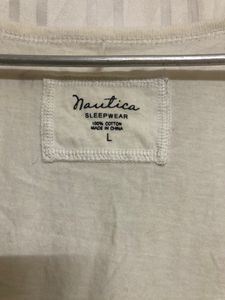 nautica
SLEEPWEAR
100% COTTON
MADE IN CHINA
L